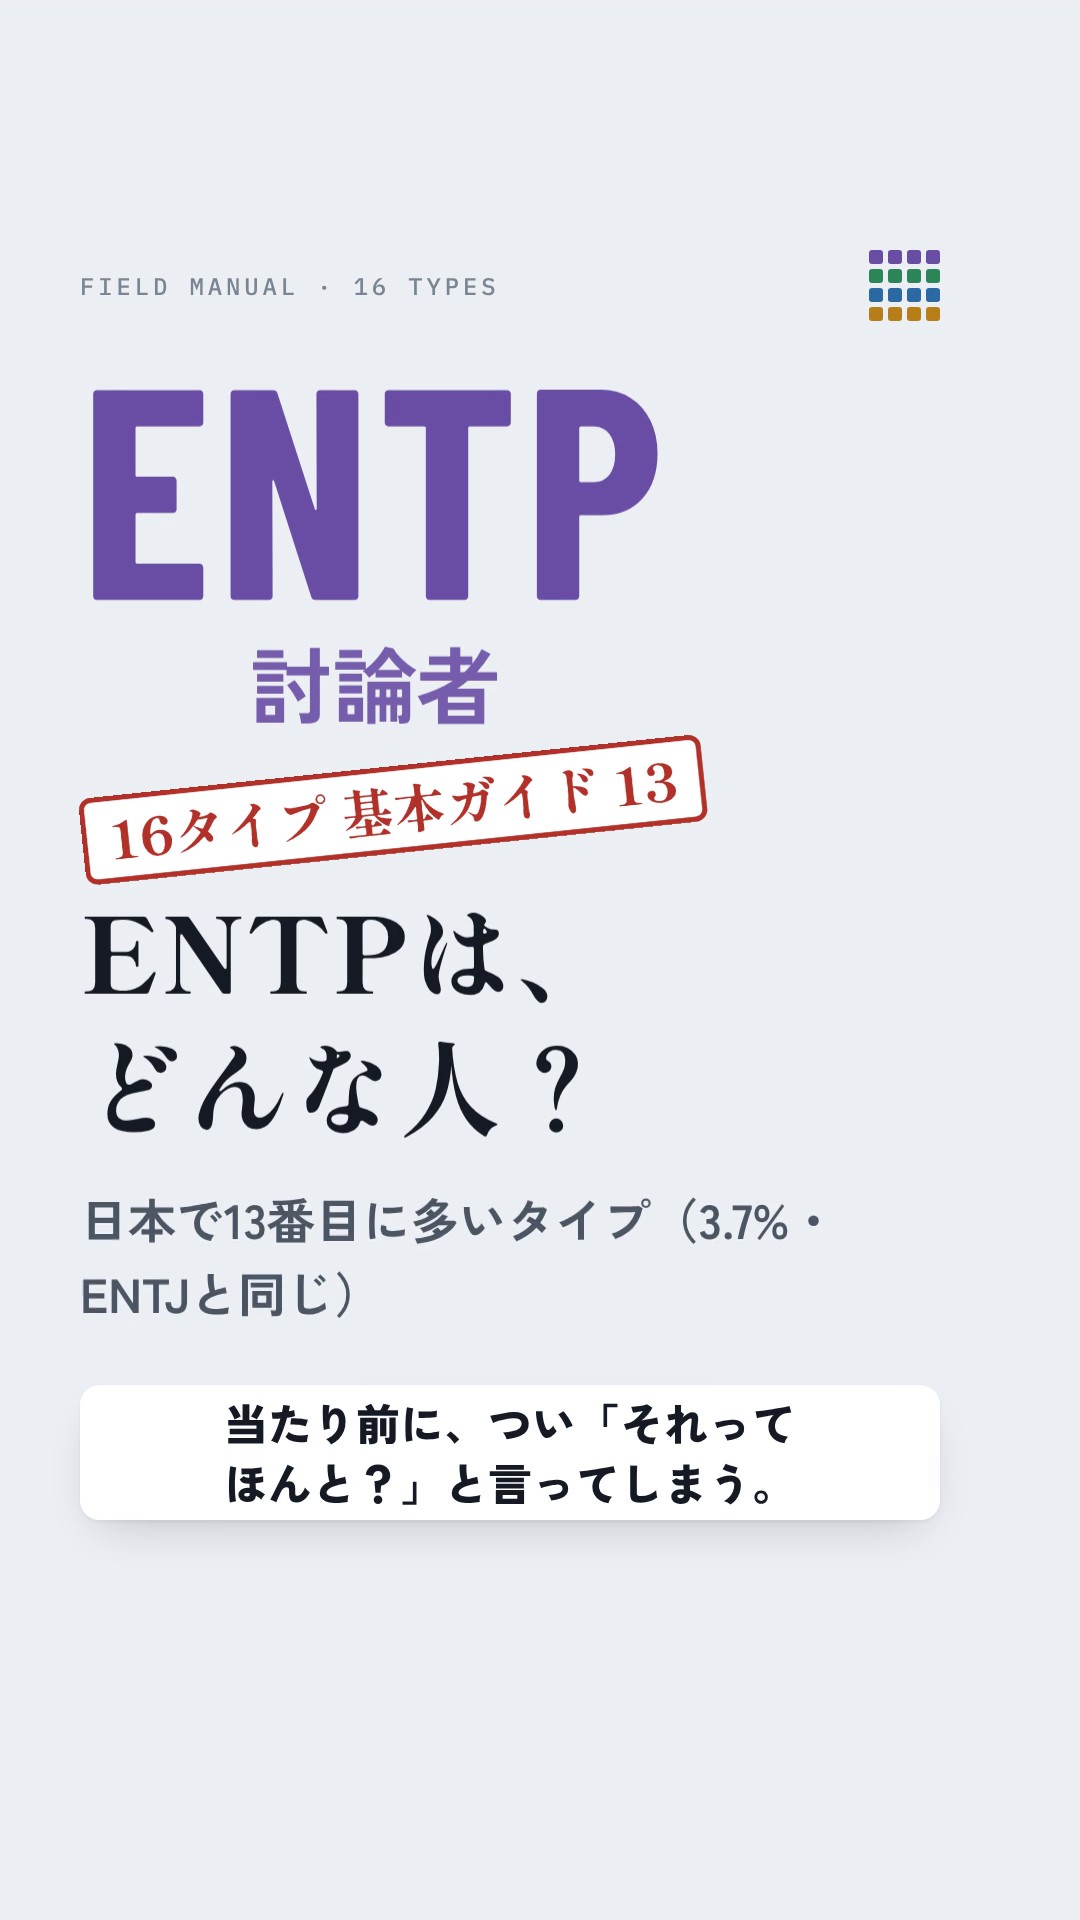 FIELD MANUAL · 16 TYPES
ENTP
討論者
16タイプ 基本ガイド 13
ENTPは、
どんな人？
日本で13番目に多いタイプ（3.7%・
ENTJと同じ）
当たり前に、つい「それって
ほんと？」と言ってしまう。